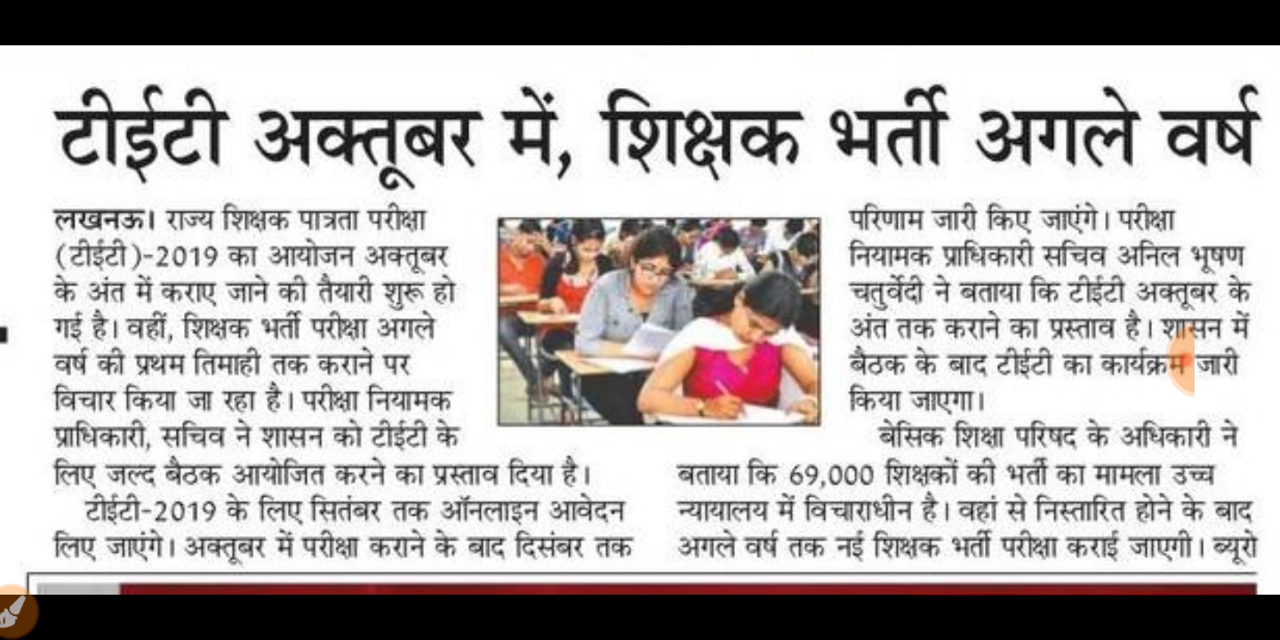 टीईटी अक्तूबर में, शिक्षक भर्ती अगले वर्ष
लखनऊ। राज्य शिक्षक पात्रता परीक्षा
(टीईटी)-2019 का आयोजन अक्तूबर
के अंत में कराए जाने की तैयारी शुरू हो
गई है। वहीं, शिक्षक भर्ती परीक्षा अगले
वर्ष की प्रथम तिमाही तक कराने पर
विचार किया जा रहा है। परीक्षा नियामक
प्राधिकारी, सचिव ने शासन को टीईटी के
लिए जल्द बैठक आयोजित करने का प्रस्ताव दिया है।
टीईटी-2019 के लिए सितंबर तक ऑनलाइन आवेदन
लिए जाएंगे। अक्तूबर में परीक्षा कराने के बाद दिसंबर तक
परिणाम जारी किए जाएंगे। परीक्षा
नियामक प्राधिकारी सचिव अनिल भूषण
चतुर्वेदी ने बताया कि टीईटी अक्तूबर के
अंत तक कराने का प्रस्ताव है। शासन में
बैठक के बाद टीईटी का कार्यक्रम जारी
किया जाएगा।
बेसिक शिक्षा परिषद के अधिकारी ने
बताया कि 69,000 शिक्षकों की भर्ती का मामला उच्च
न्यायालय में विचाराधीन है। वहां से निस्तारित होने के बाद
अगले वर्ष तक नई शिक्षक भर्ती परीक्षा कराई जाएगी। ब्यूरो